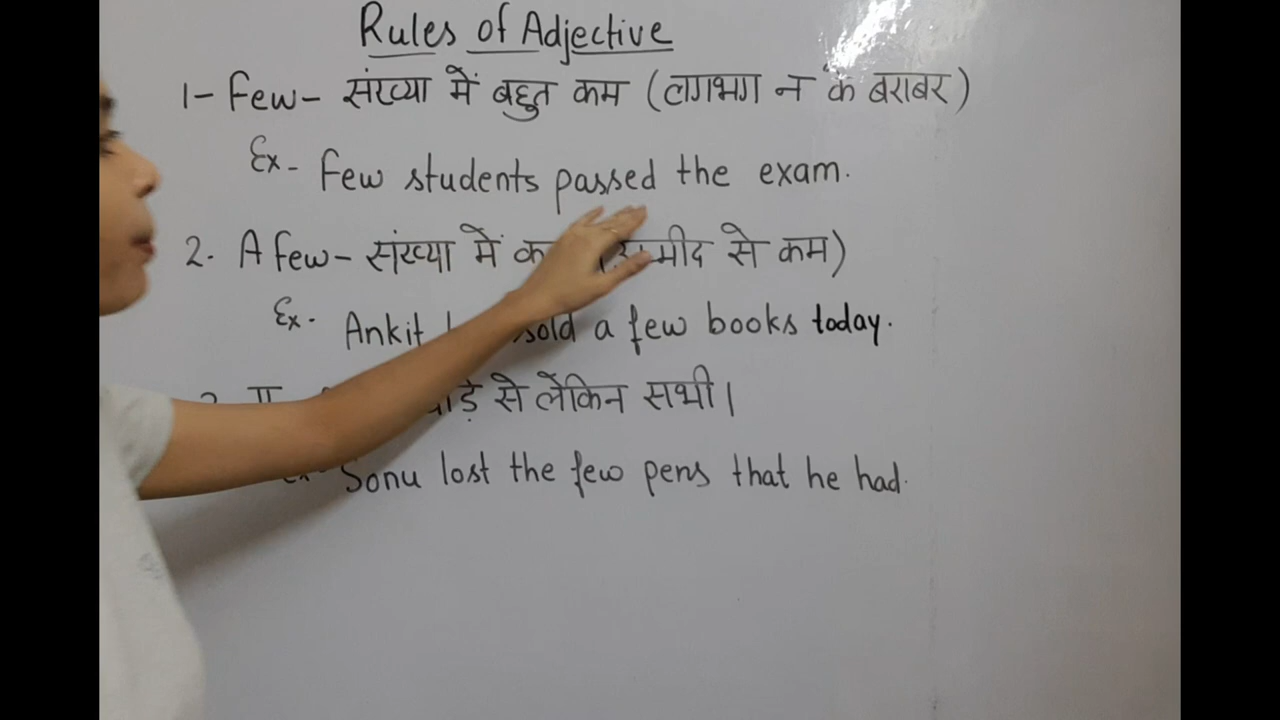 Rules of Adjective
1- Few- संख्या में बहुत कम (लगभग न के बराबर)
Ex- Few students passed the exam.
2. A few- संख्या में से कम)
Ex. Ankit sold a few books today.
से लेकिन सभी।
Sonu lost the few pens that he had.